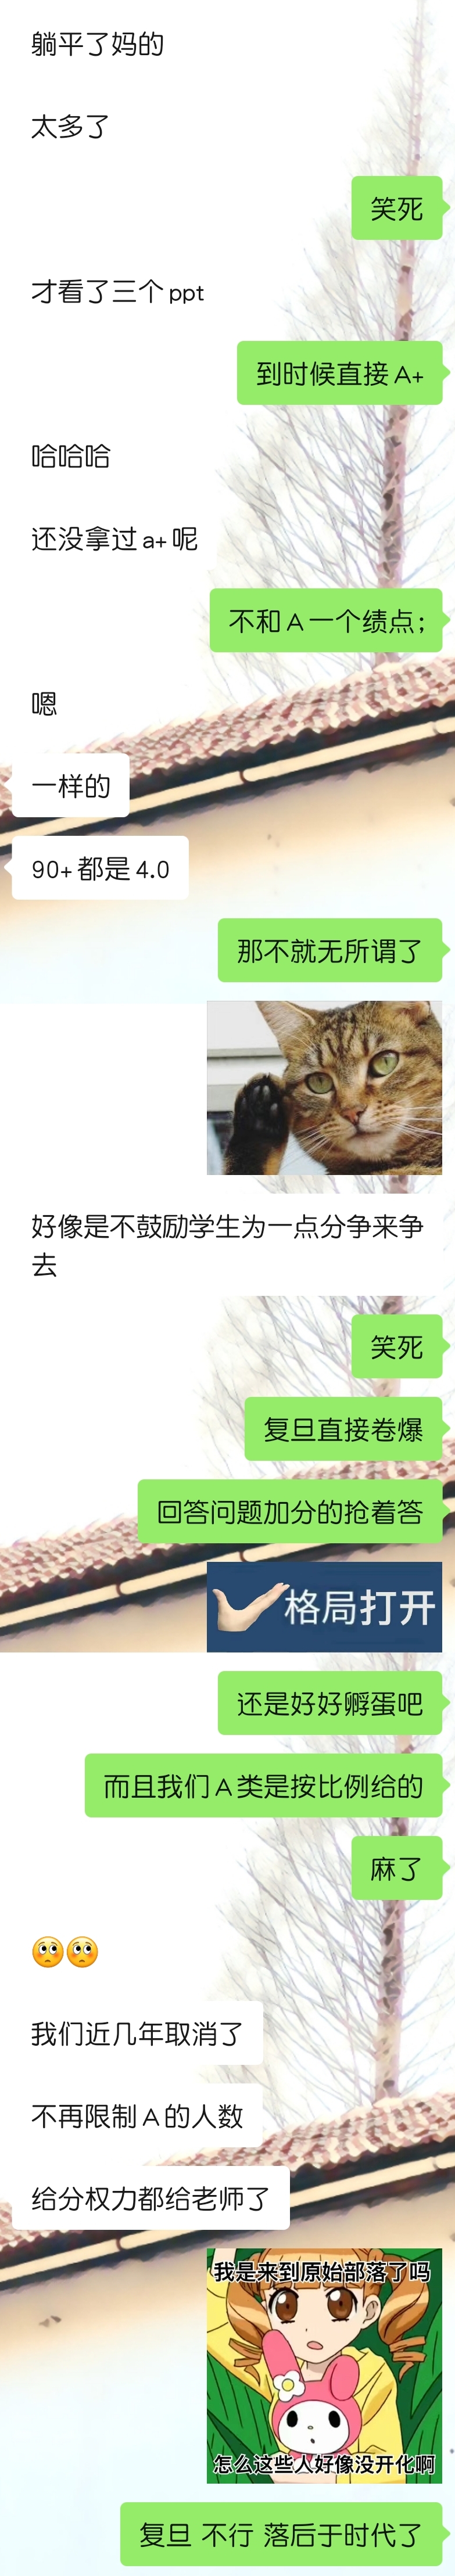 躺平了妈的
太多了
笑死
才看了三个 ppt
到时候直接 A+
哈哈哈
还没拿过 a+ 呢
不和 A 一个绩点；
嗯
一样的
90+ 都是 4.0
那不就无所谓了
好像是不鼓励学生为一点分争来争
去
笑死
复旦直接卷爆
回答问题加分的抢着答
格局打开
还是好好孵蛋吧
而且我们 A 类是按比例给的
麻了
🙄🙄
我们近几年取消了
不再限制 A 的人数
给分权力都给老师了
我是来到原始部落了吗
怎么这些人好像没开化啊
复旦 不行 落后于时代了